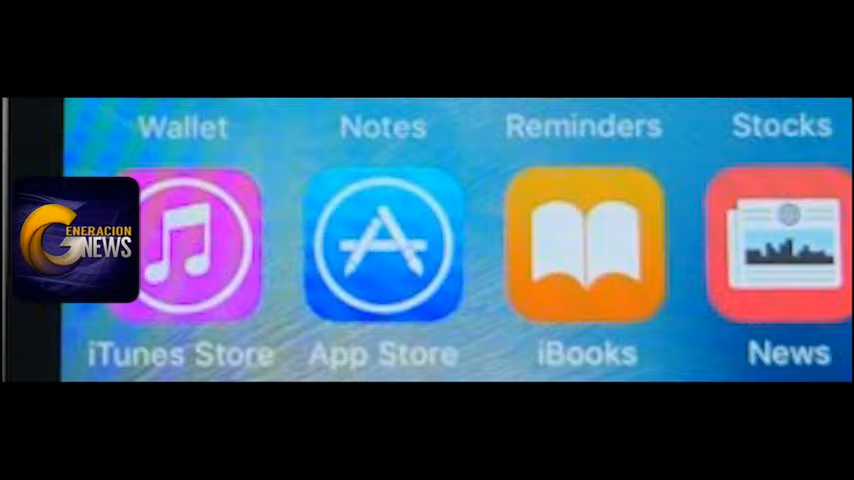 Wallet Notes Reminders Stocks
GENERACION
NEWS
iTunes Store App Store iBooks News